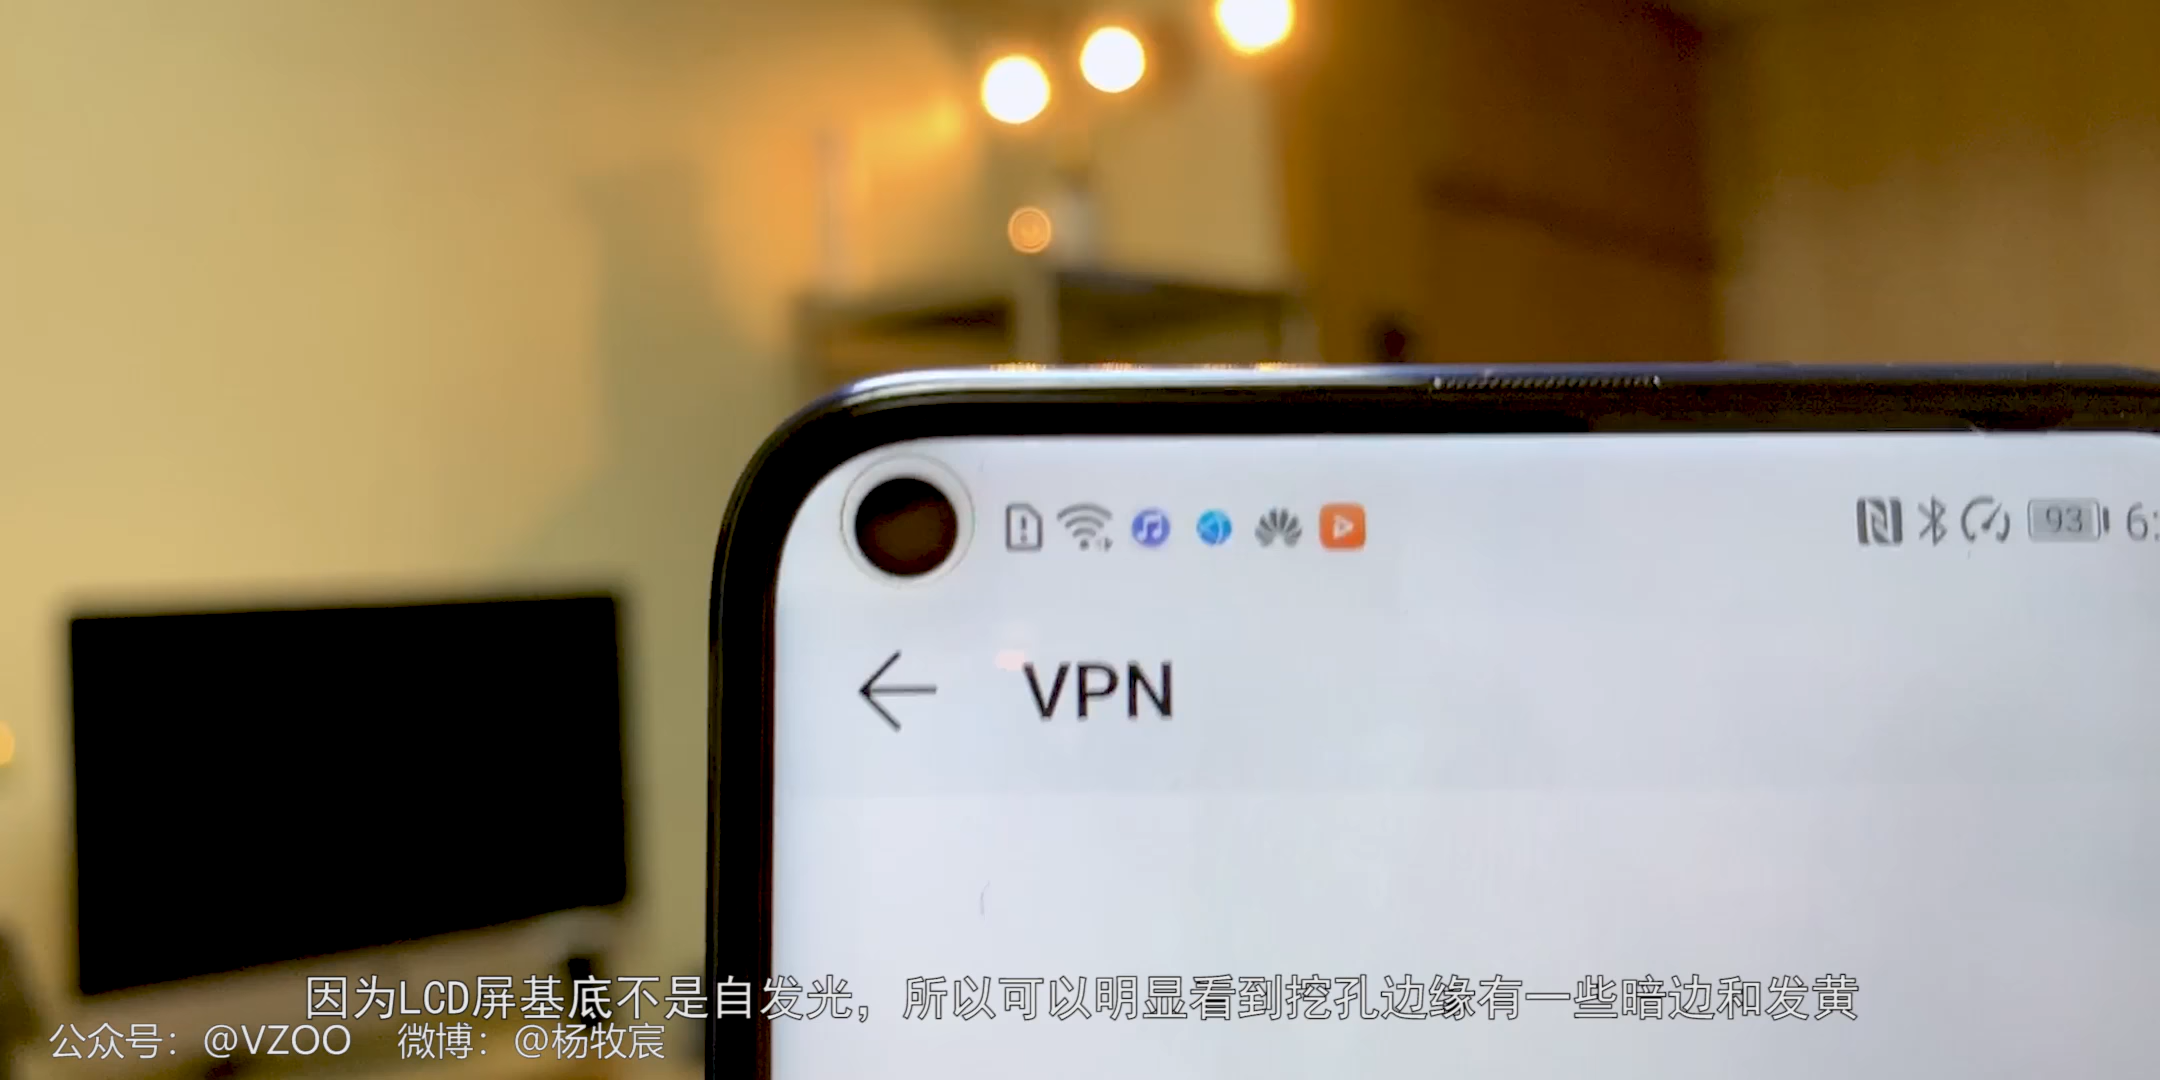 93 6:
VPN
因为LCD屏基底不是自发光，所以可以明显看到挖孔边缘有一些暗边和发黄
公众号：@VZOO 微博：@杨牧宸